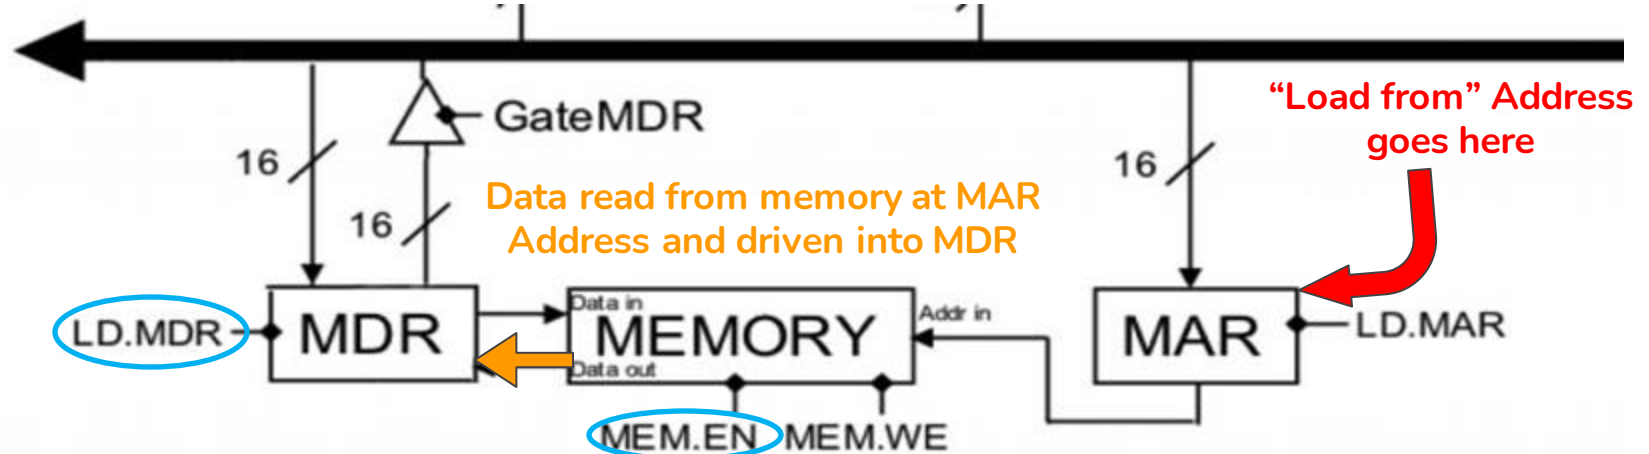 GateMDR
“Load from” Address
goes here
16
16
16
Data read from memory at MAR
Address and driven into MDR
LD.MDR
MDR
Data in
MEMORY
Data out
Addr in
MAR
LD.MAR
MEM.EN
MEM.WE